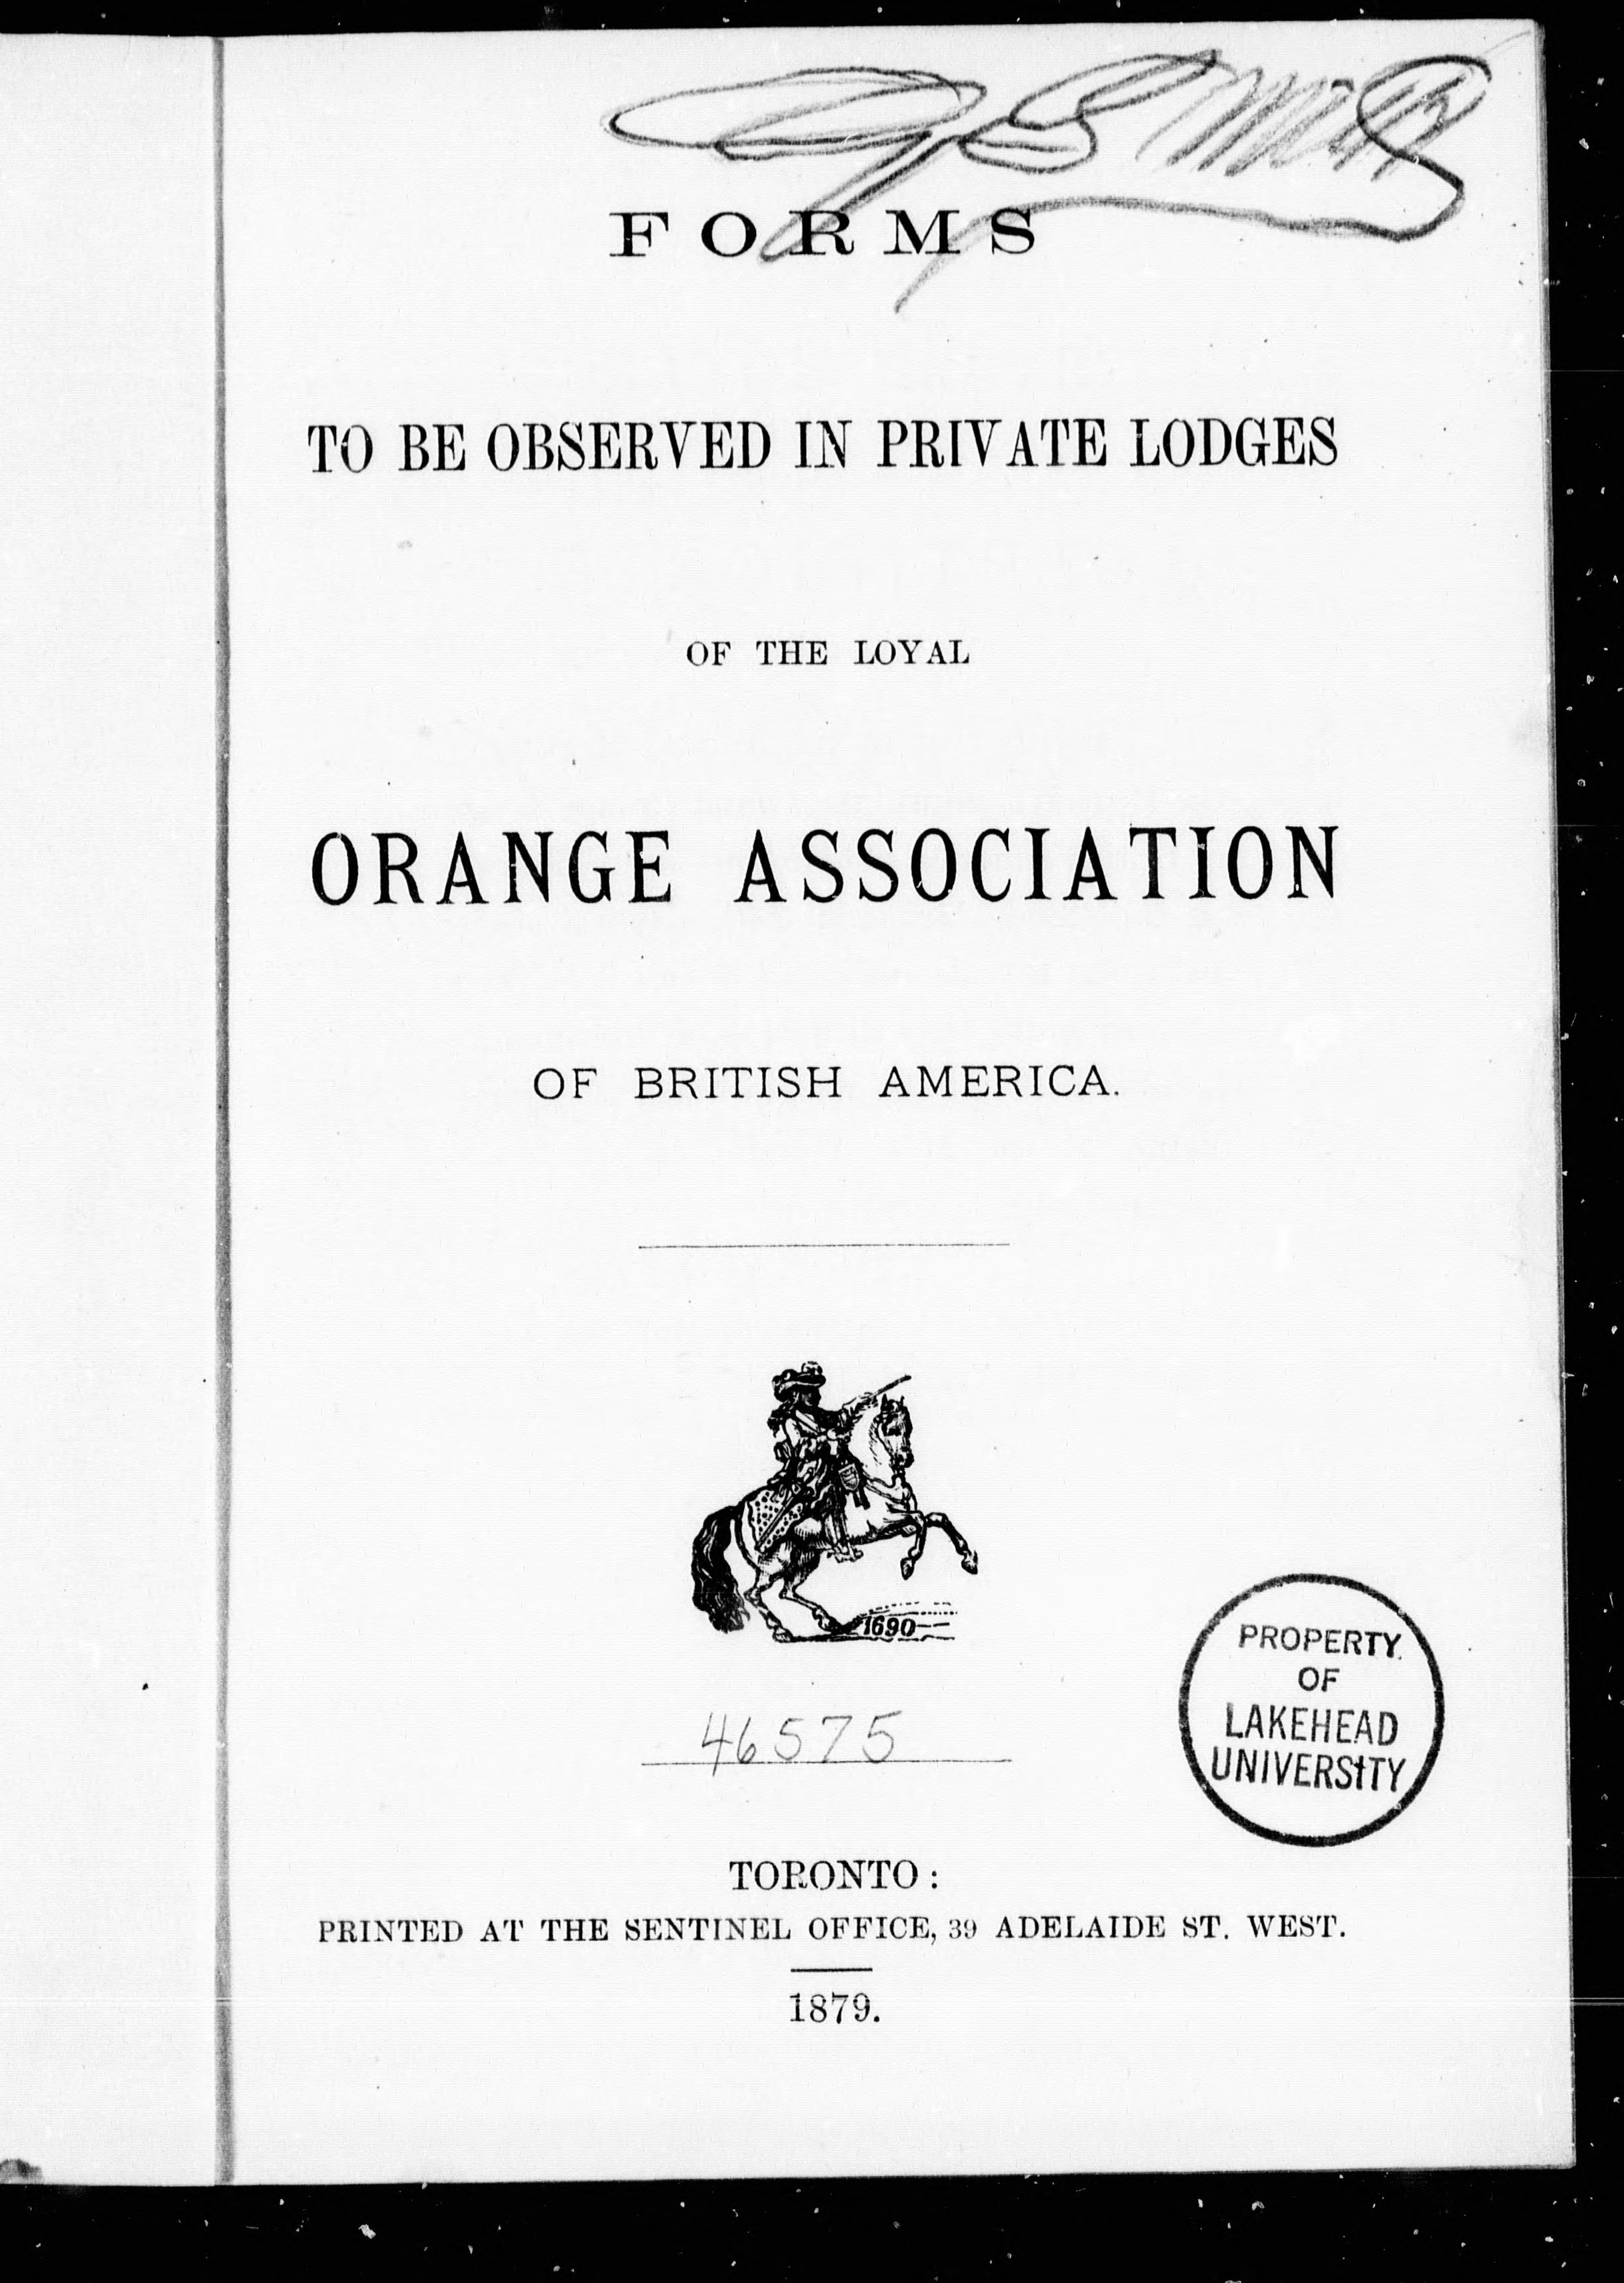 FORMS
TO BE OBSERVED IN PRIVATE LODGES
OF THE LOYAL
ORANGE ASSOCIATION
OF BRITISH AMERICA.
1690
46575
PROPERTY
OF
LAKEHEAD
UNIVERSITY
TORONTO:
PRINTED AT THE SENTINEL OFFICE, 39 ADELAIDE ST. WEST.
1879.